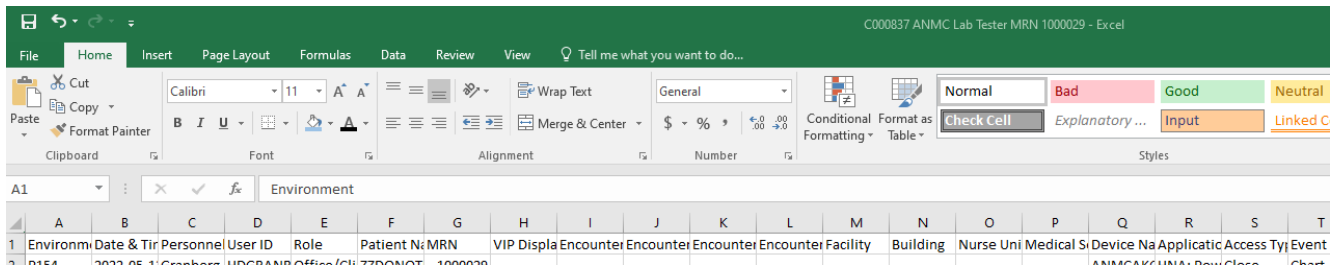 C000837 ANMC Lab Tester MRN 1000029 - Excel
File Home Insert Page Layout Formulas Data Review View Tell me what you want to do...
Paste
Cut
Copy
Format Painter
Clipboard
Calibri 11
B I U
Font
Wrap Text
Merge & Center
Alignment
General
$ % ,
Number
Conditional Formatting
Format as Table
Normal Bad Good Neutral
Check Cell Explanatory ... Input Linked C
Styles
A1 fx Environment
A B C D E F G H I J K L M N O P Q R S T
1 Environm Date & Tir Personnel User ID Role Patient Na MRN VIP Displa Encounter Encounter Encounter Encounter Facility Building Nurse Uni Medical S Device Na Applicatio Access Typ Event